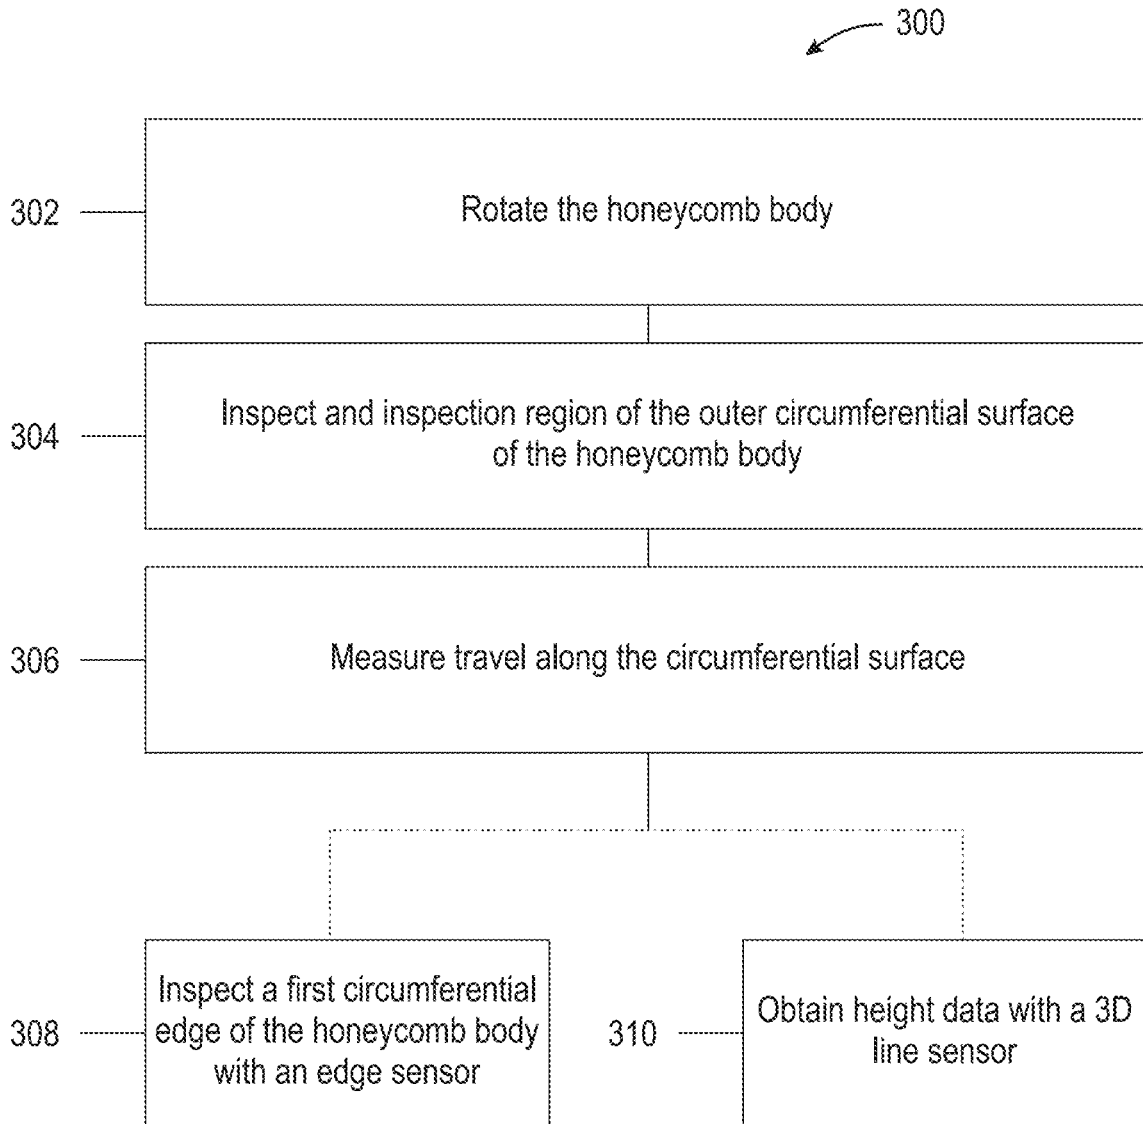 300
302
Rotate the honeycomb body
304
Inspect and inspection region of the outer circumferential surface
of the honeycomb body
306
Measure travel along the circumferential surface
308
Inspect a first circumferential
edge of the honeycomb body
with an edge sensor
310
Obtain height data with a 3D
line sensor